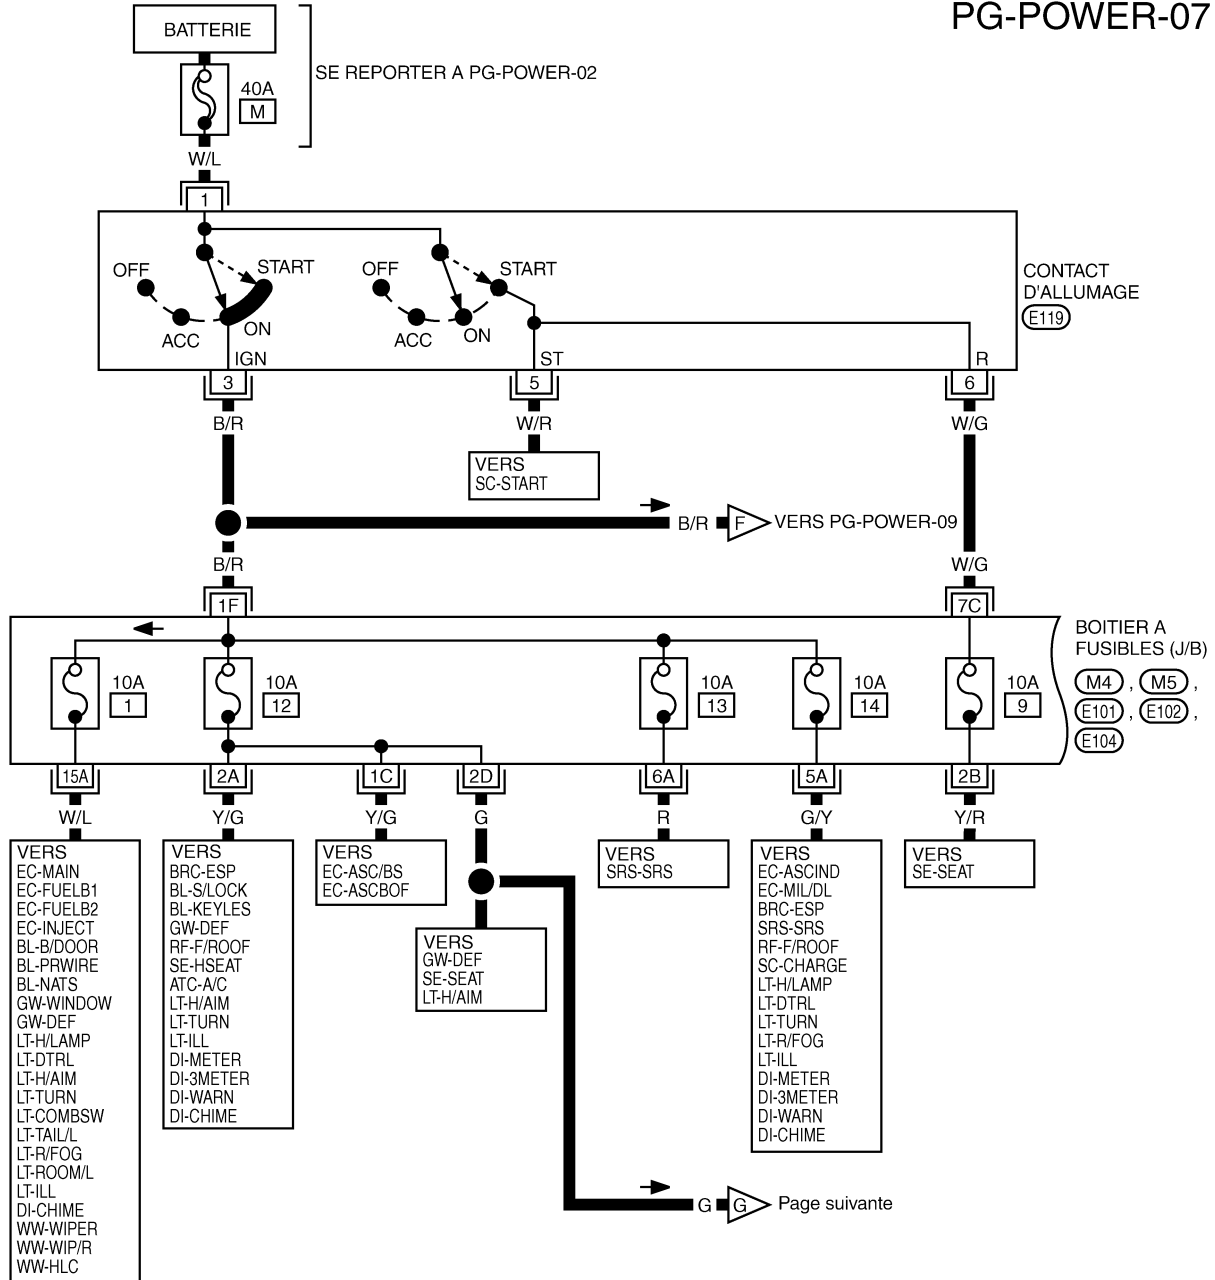 PG-POWER-07
BATTERIE
SE REPORTER A PG-POWER-02
40A
M
W/L
1
OFF
START
ACC
ON
IGN
OFF
START
ACC
ON
ST
R
CONTACT
D'ALLUMAGE
E119
3
5
6
B/R
W/R
W/G
VERS
SC-START
B/R
F
VERS PG-POWER-09
B/R
W/G
1F
7C
BOITIER A
FUSIBLES (J/B)
M4 , M5 ,
E101 , E102 ,
E104
10A
1
10A
12
10A
13
10A
14
10A
9
15A
2A
1C
2D
6A
5A
2B
W/L
Y/G
Y/G
G
R
G/Y
Y/R
VERS
EC-MAIN
EC-FUELB1
EC-FUELB2
EC-INJECT
BL-B/DOOR
BL-PRWIRE
BL-NATS
GW-WINDOW
GW-DEF
LT-H/LAMP
LT-DTRL
LT-H/AIM
LT-TURN
LT-COMBSW
LT-TAIL/L
LT-R/FOG
LT-ROOM/L
LT-ILL
DI-CHIME
WW-WIPER
WW-WIP/R
WW-HLC
VERS
BRC-ESP
BL-S/LOCK
BL-KEYLES
GW-DEF
RF-F/ROOF
SE-HSEAT
ATC-A/C
LT-H/AIM
LT-TURN
LT-ILL
DI-METER
DI-3METER
DI-WARN
DI-CHIME
VERS
EC-ASC/BS
EC-ASCBOF
VERS
GW-DEF
SE-SEAT
LT-H/AIM
VERS
SRS-SRS
VERS
EC-ASCIND
EC-MIL/DL
BRC-ESP
SRS-SRS
RF-F/ROOF
SC-CHARGE
LT-H/LAMP
LT-DTRL
LT-TURN
LT-R/FOG
LT-ILL
DI-METER
DI-3METER
DI-WARN
DI-CHIME
VERS
SE-SEAT
G
G
Page suivante